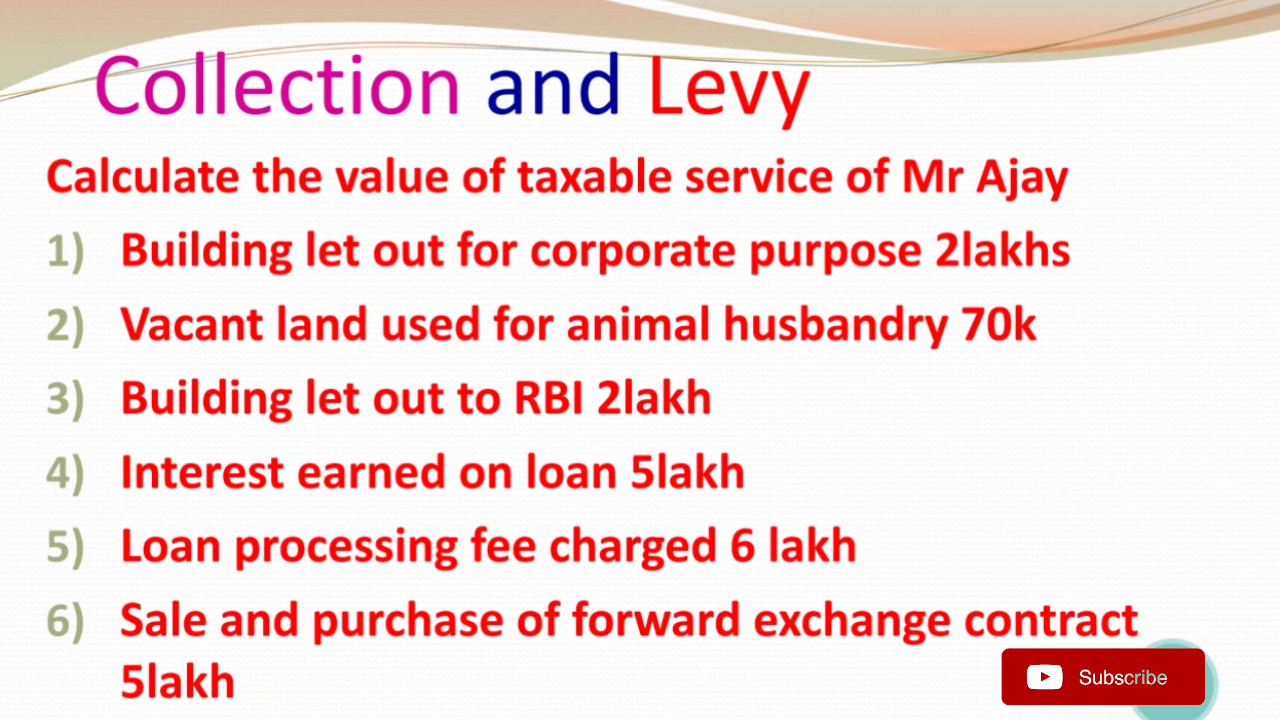 Collection and Levy
Calculate the value of taxable service of Mr Ajay
1) Building let out for corporate purpose 2lakhs
2) Vacant land used for animal husbandry 70k
3) Building let out to RBI 2lakh
4) Interest earned on loan 5lakh
5) Loan processing fee charged 6 lakh
6) Sale and purchase of forward exchange contract
5lakh
Subscribe